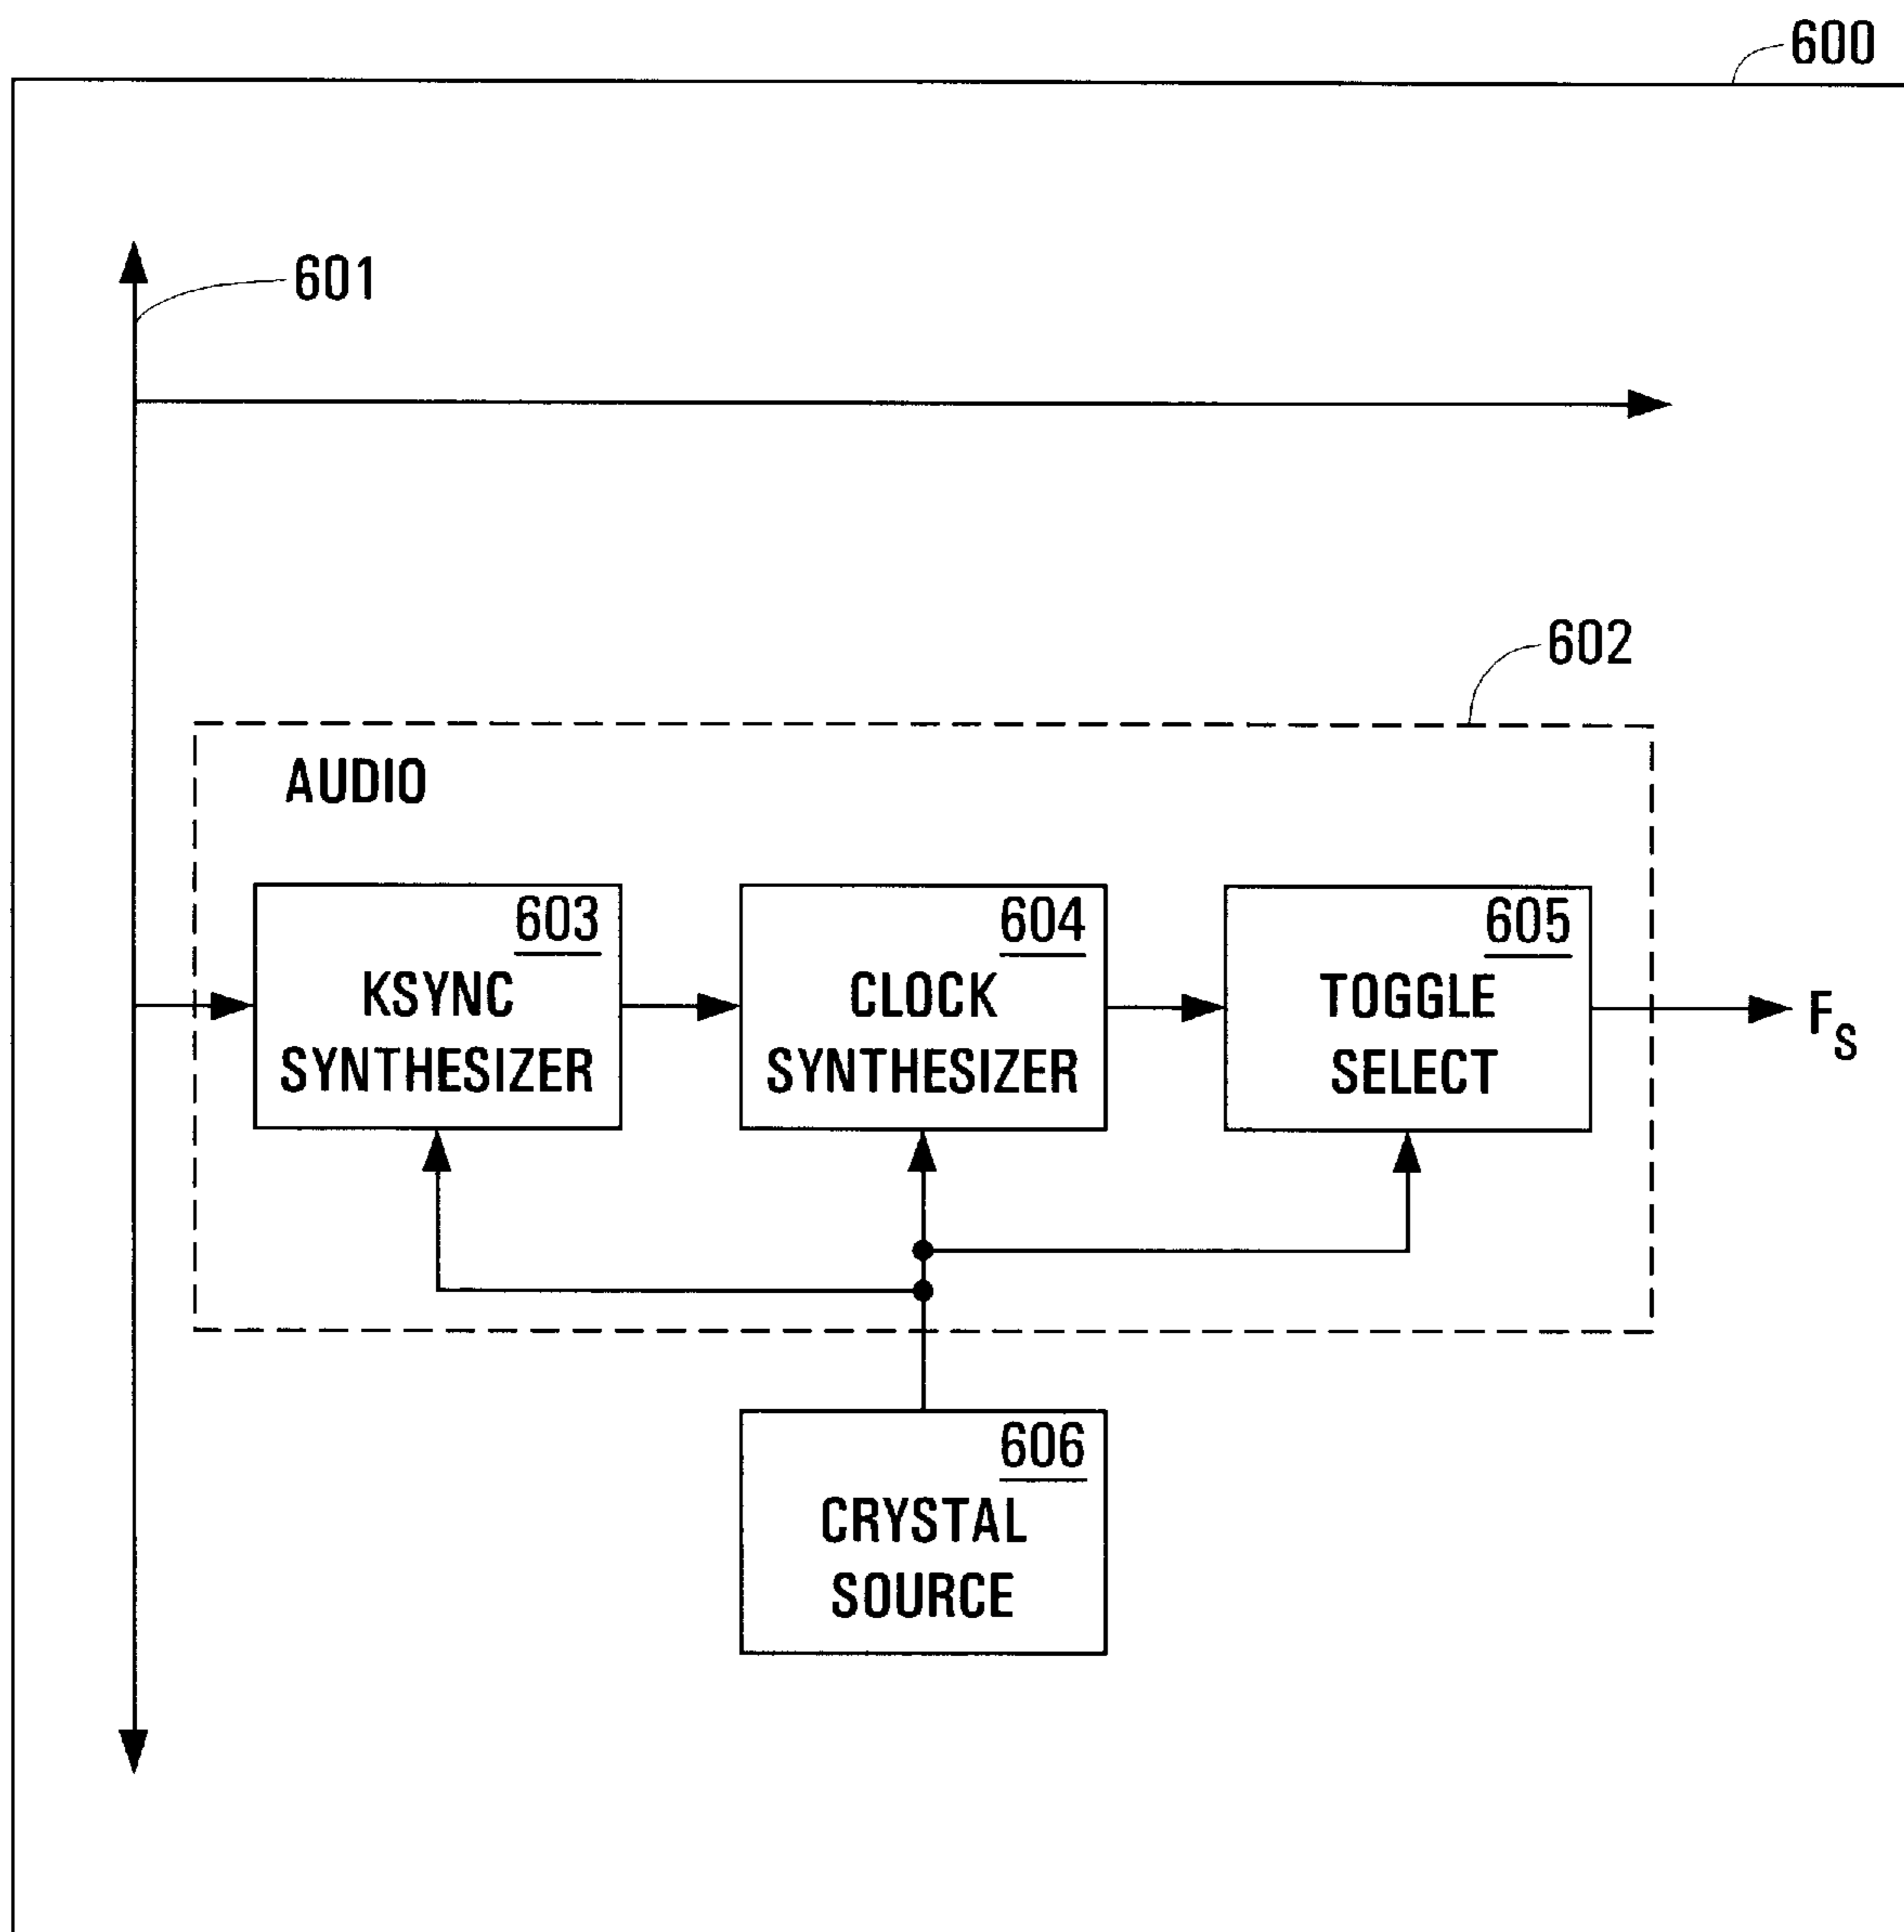 600
601
602
AUDIO
603
KSYNC
SYNTHESIZER
604
CLOCK
SYNTHESIZER
605
TOGGLE
SELECT
FS
606
CRYSTAL
SOURCE